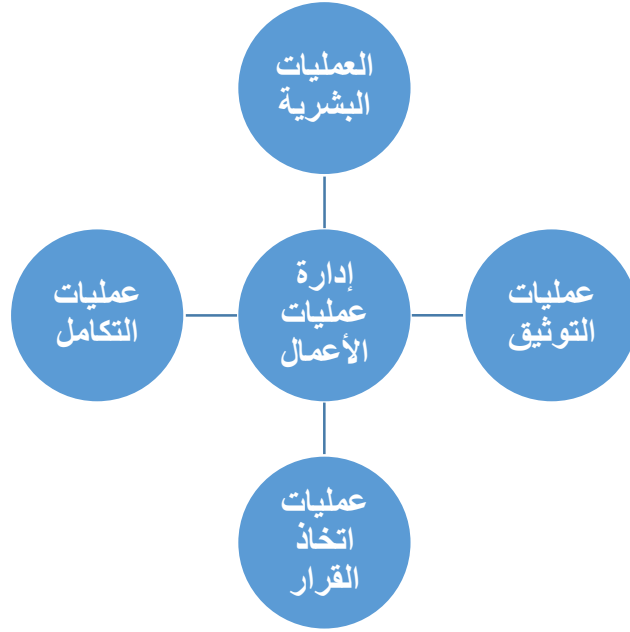 العمليات
البشرية
عمليات
التوثيق
إدارة
عمليات
الأعمال
عمليات
التكامل
عمليات
اتخاذ
القرار